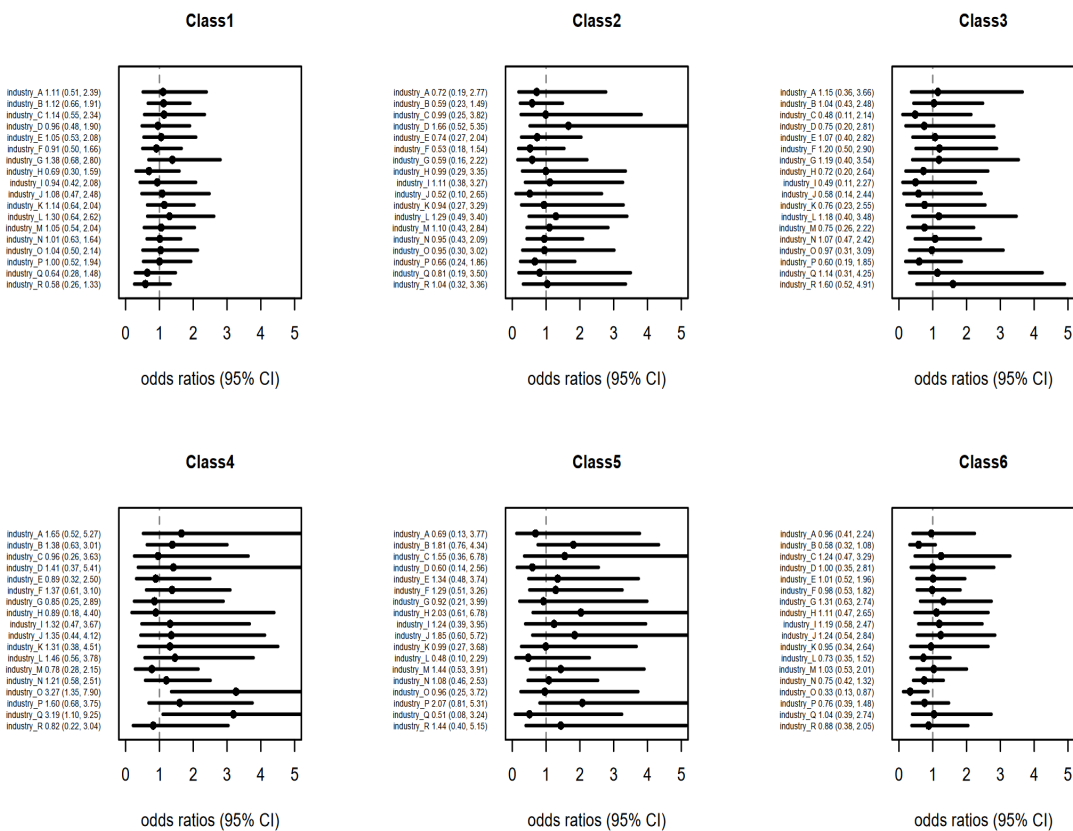 Class1
industry_A 1.11 (0.51, 2.39)
industry_B 1.12 (0.66, 1.91)
industry_C 1.14 (0.55, 2.34)
industry_D 0.96 (0.48, 1.90)
industry_E 1.05 (0.53, 2.08)
industry_F 0.91 (0.50, 1.66)
industry_G 1.38 (0.68, 2.80)
industry_H 0.69 (0.30, 1.59)
industry_I 0.94 (0.42, 2.08)
industry_J 1.08 (0.47, 2.48)
industry_K 1.14 (0.64, 2.04)
industry_L 1.30 (0.64, 2.62)
industry_M 1.05 (0.54, 2.04)
industry_N 1.01 (0.63, 1.64)
industry_O 1.04 (0.50, 2.14)
industry_P 1.00 (0.52, 1.94)
industry_Q 0.64 (0.28, 1.48)
industry_R 0.58 (0.26, 1.33)
0 1 2 3 4 5
odds ratios (95% CI)
Class2
industry_A 0.72 (0.19, 2.77)
industry_B 0.59 (0.23, 1.49)
industry_C 0.99 (0.25, 3.82)
industry_D 1.66 (0.52, 5.35)
industry_E 0.74 (0.27, 2.04)
industry_F 0.53 (0.18, 1.54)
industry_G 0.59 (0.16, 2.22)
industry_H 0.99 (0.29, 3.35)
industry_I 1.11 (0.38, 3.27)
industry_J 0.52 (0.10, 2.65)
industry_K 0.94 (0.27, 3.29)
industry_L 1.29 (0.49, 3.40)
industry_M 1.10 (0.43, 2.84)
industry_N 0.95 (0.43, 2.09)
industry_O 0.95 (0.30, 3.02)
industry_P 0.66 (0.24, 1.86)
industry_Q 0.81 (0.19, 3.50)
industry_R 1.04 (0.32, 3.36)
0 1 2 3 4 5
odds ratios (95% CI)
Class3
industry_A 1.15 (0.36, 3.66)
industry_B 1.04 (0.43, 2.48)
industry_C 0.48 (0.11, 2.14)
industry_D 0.75 (0.20, 2.81)
industry_E 1.07 (0.40, 2.82)
industry_F 1.20 (0.50, 2.90)
industry_G 1.19 (0.40, 3.54)
industry_H 0.72 (0.20, 2.64)
industry_I 0.49 (0.11, 2.27)
industry_J 0.58 (0.14, 2.44)
industry_K 0.76 (0.23, 2.55)
industry_L 1.18 (0.40, 3.48)
industry_M 0.75 (0.26, 2.22)
industry_N 1.07 (0.47, 2.42)
industry_O 0.97 (0.31, 3.09)
industry_P 0.60 (0.19, 1.85)
industry_Q 1.14 (0.31, 4.25)
industry_R 1.60 (0.52, 4.91)
0 1 2 3 4 5
odds ratios (95% CI)
Class4
industry_A 1.65 (0.52, 5.27)
industry_B 1.38 (0.63, 3.01)
industry_C 0.96 (0.26, 3.63)
industry_D 1.41 (0.37, 5.41)
industry_E 0.89 (0.32, 2.50)
industry_F 1.37 (0.61, 3.10)
industry_G 0.85 (0.25, 2.89)
industry_H 0.89 (0.18, 4.40)
industry_I 1.32 (0.47, 3.67)
industry_J 1.35 (0.44, 4.12)
industry_K 1.31 (0.38, 4.51)
industry_L 1.46 (0.56, 3.78)
industry_M 0.78 (0.28, 2.15)
industry_N 1.21 (0.58, 2.51)
industry_O 3.27 (1.35, 7.90)
industry_P 1.60 (0.68, 3.75)
industry_Q 3.19 (1.10, 9.25)
industry_R 0.82 (0.22, 3.04)
0 1 2 3 4 5
odds ratios (95% CI)
Class5
industry_A 0.69 (0.13, 3.77)
industry_B 1.81 (0.76, 4.34)
industry_C 1.55 (0.36, 6.78)
industry_D 0.60 (0.14, 2.56)
industry_E 1.34 (0.48, 3.74)
industry_F 1.29 (0.51, 3.26)
industry_G 0.92 (0.21, 3.99)
industry_H 2.03 (0.61, 6.78)
industry_I 1.24 (0.39, 3.95)
industry_J 1.85 (0.60, 5.72)
industry_K 0.99 (0.27, 3.68)
industry_L 0.48 (0.10, 2.29)
industry_M 1.44 (0.53, 3.91)
industry_N 1.08 (0.46, 2.53)
industry_O 0.96 (0.25, 3.72)
industry_P 2.07 (0.81, 5.31)
industry_Q 0.51 (0.08, 3.24)
industry_R 1.44 (0.40, 5.15)
0 1 2 3 4 5
odds ratios (95% CI)
Class6
industry_A 0.96 (0.41, 2.24)
industry_B 0.58 (0.32, 1.08)
industry_C 1.24 (0.47, 3.29)
industry_D 1.00 (0.35, 2.81)
industry_E 1.01 (0.52, 1.96)
industry_F 0.98 (0.53, 1.82)
industry_G 1.31 (0.63, 2.74)
industry_H 1.11 (0.47, 2.65)
industry_I 1.19 (0.58, 2.47)
industry_J 1.24 (0.54, 2.84)
industry_K 0.95 (0.34, 2.64)
industry_L 0.73 (0.35, 1.52)
industry_M 1.03 (0.53, 2.01)
industry_N 0.75 (0.42, 1.32)
industry_O 0.33 (0.13, 0.87)
industry_P 0.76 (0.39, 1.48)
industry_Q 1.04 (0.39, 2.74)
industry_R 0.88 (0.38, 2.05)
0 1 2 3 4 5
odds ratios (95% CI)